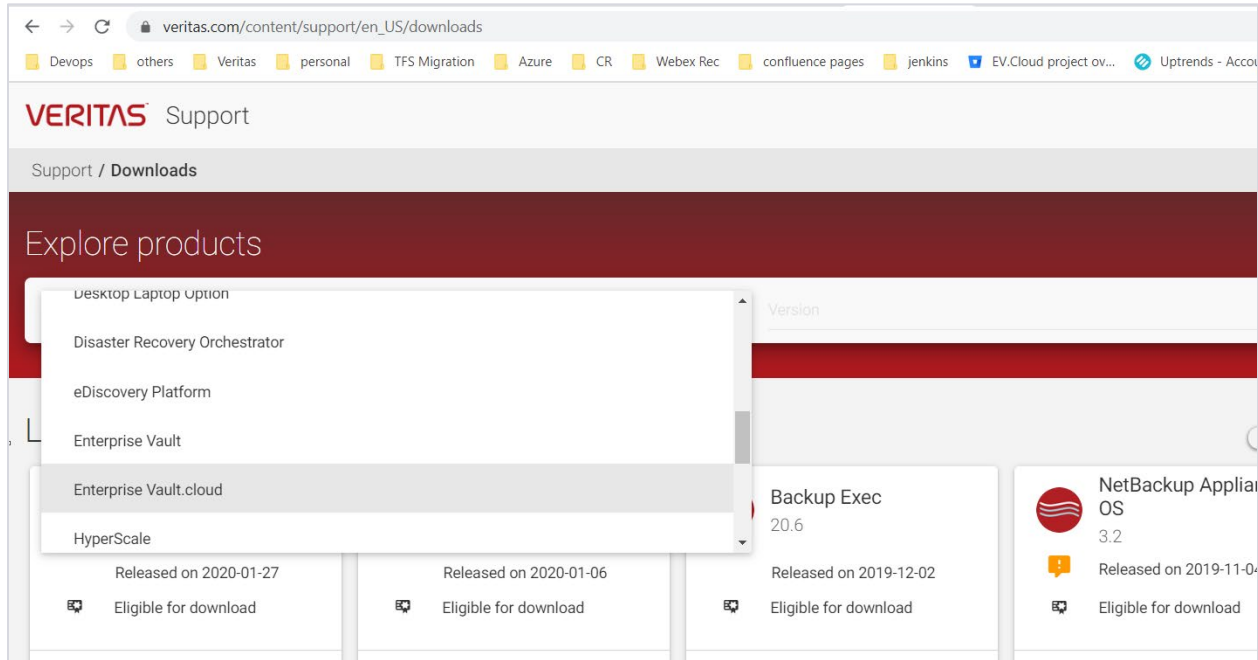 veritas.com/content/support/en_US/downloads
Devops others Veritas personal TFS Migration Azure CR Webex Rec confluence pages jenkins EV.Cloud project ov... Uptrends - Accou
VERITAS Support
Support / Downloads
Explore products
Desktop Laptop Option
Version
Disaster Recovery Orchestrator
eDiscovery Platform
Enterprise Vault
L
Enterprise Vault.cloud
HyperScale
Backup Exec
20.6
NetBackup Applian
OS
3.2
Released on 2020-01-27
Released on 2020-01-06
Released on 2019-12-02
Released on 2019-11-04
Eligible for download
Eligible for download
Eligible for download
Eligible for download